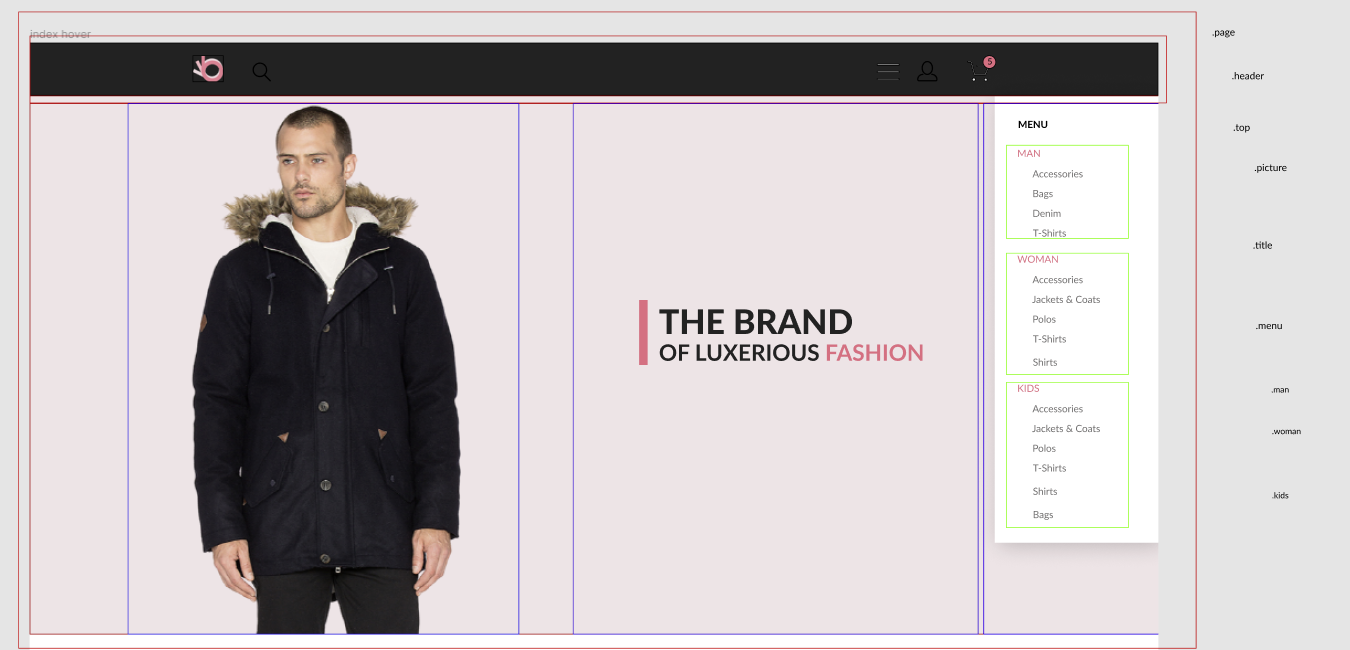 index hover
5
MENU
MAN
Accessories
Bags
Denim
T-Shirts
WOMAN
Accessories
Jackets & Coats
Polos
T-Shirts
Shirts
KIDS
Accessories
Jackets & Coats
Polos
T-Shirts
Shirts
Bags
THE BRAND
OF LUXERIOUS FASHION
.page
.header
.top
.picture
.title
.menu
.man
.woman
.kids